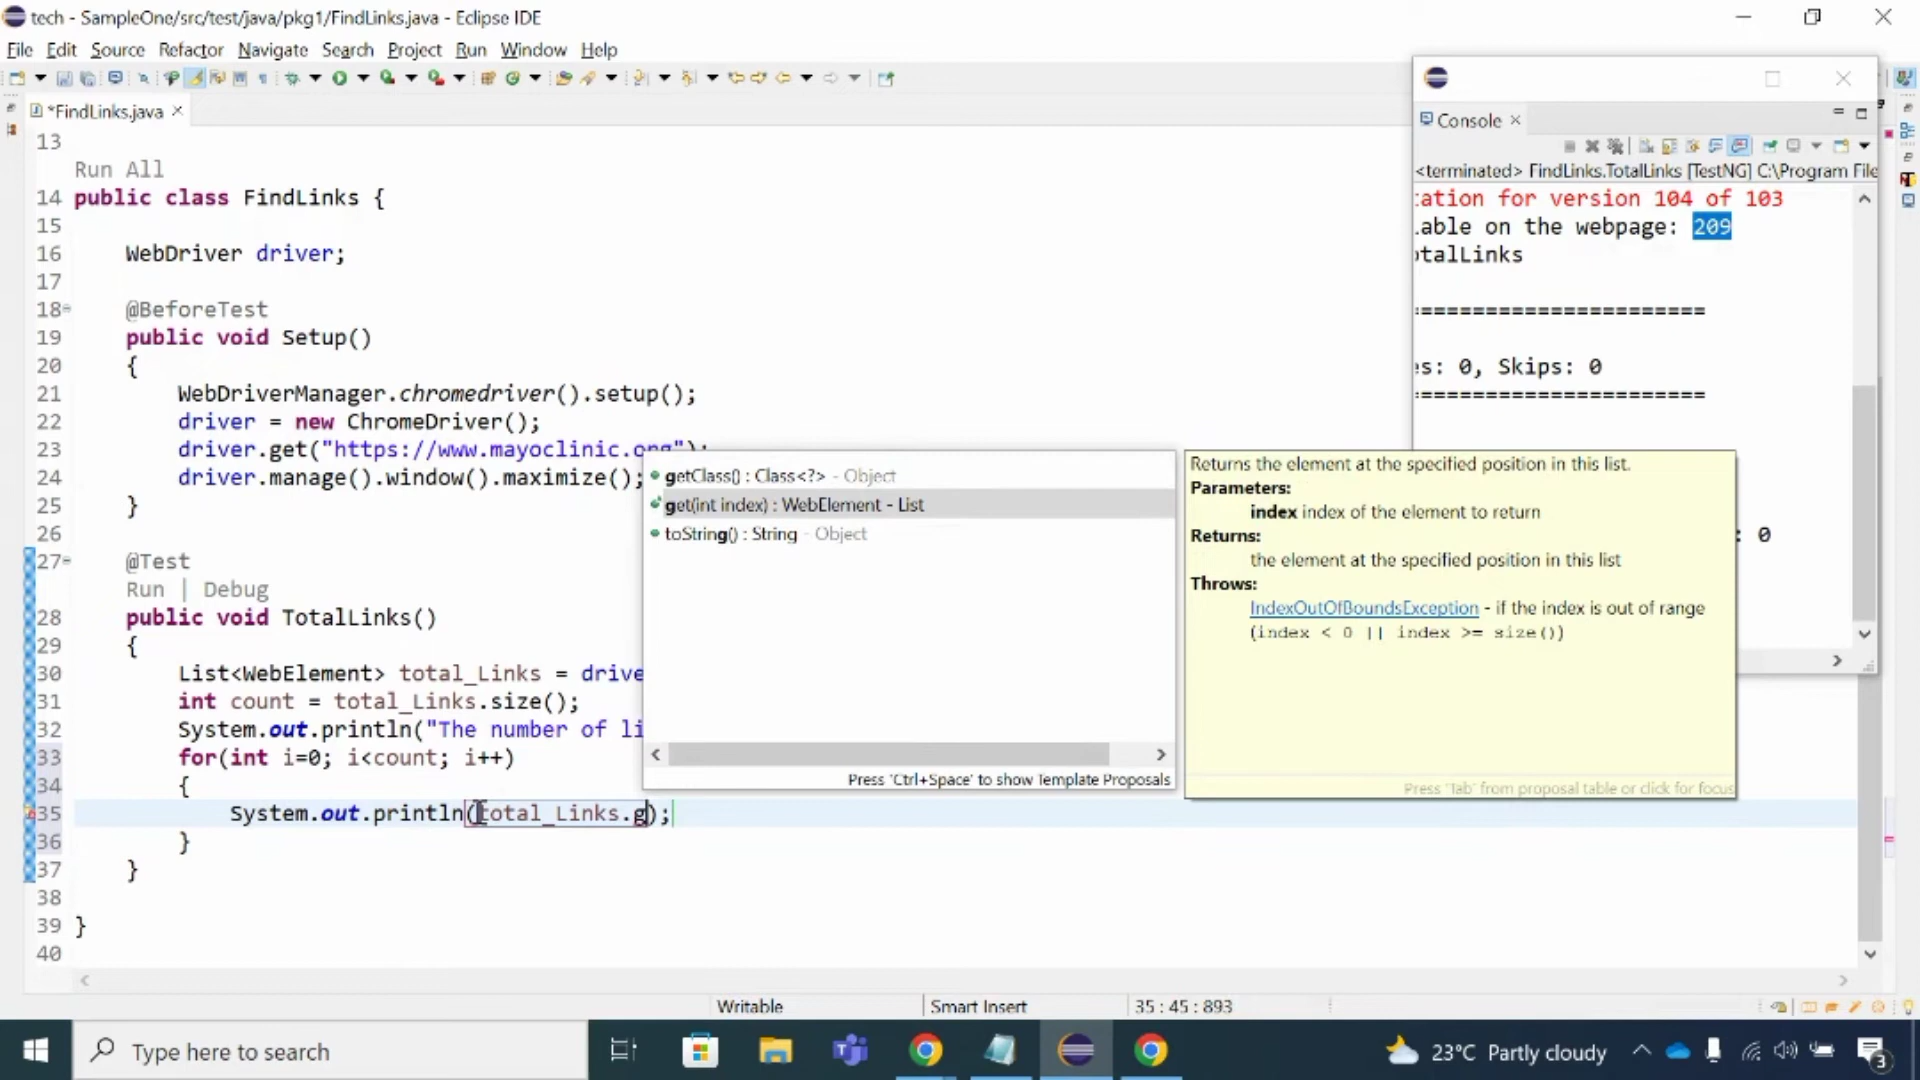 tech - SampleOne/src/test/java/pkg1/FindLinks.java - Eclipse IDE
File Edit Source Refactor Navigate Search Project Run Window Help
*FindLinks.java
13
Run All
14 public class FindLinks {
15
16 WebDriver driver;
17
18 @BeforeTest
19 public void Setup()
20 {
21 WebDriverManager.chromedriver().setup();
22 driver = new ChromeDriver();
23 driver.get("https://www.mayoclinic.org");
24 driver.manage().window().maximize();
25 }
26
27 @Test
Run | Debug
28 public void TotalLinks()
29 {
30 List<WebElement> total_Links = drive
31 int count = total_Links.size();
32 System.out.println("The number of li
33 for(int i=0; i<count; i++)
34 {
35 System.out.println(total_Links.g);
36 }
37 }
38
39 }
40
getClass() : Class<?> - Object
get(int index) : WebElement - List
toString() : String - Object
Press 'Ctrl+Space' to show Template Proposals
Returns the element at the specified position in this list.
Parameters:
index index of the element to return
Returns:
the element at the specified position in this list
Throws:
IndexOutOfBoundsException - if the index is out of range
(index < 0 || index >= size())
Press 'Tab' from proposal table or click for focus
Console
<terminated> FindLinks.TotalLinks [TestNG] C:\Program File
tation for version 104 of 103
lable on the webpage: 209
otalLinks
=======================
es: 0, Skips: 0
=======================
: 0
Writable
Smart Insert
35 : 45 : 893
Type here to search
23°C Partly cloudy
3